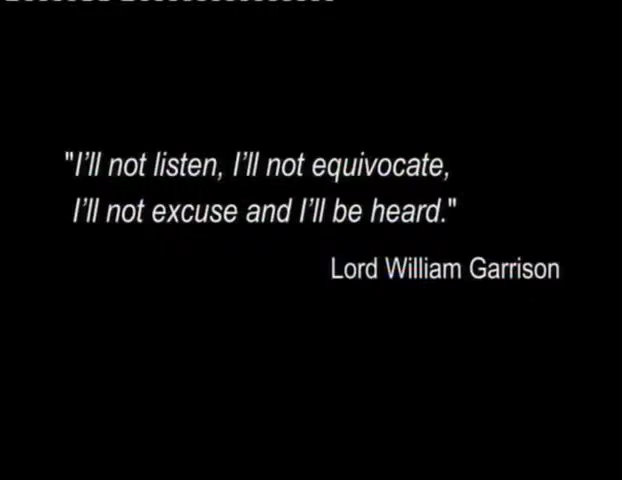 "I'll not listen, I'll not equivocate,
I'll not excuse and I'll be heard."
Lord William Garrison